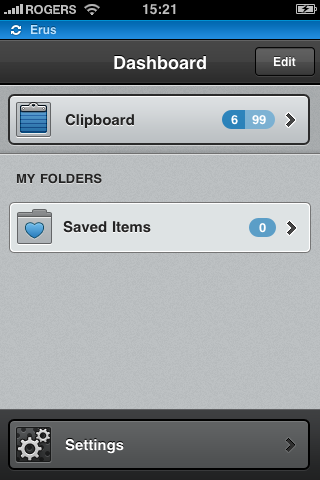 ROGERS 15:21
Erus
Dashboard Edit
Clipboard 6 99
MY FOLDERS
Saved Items 0
Settings